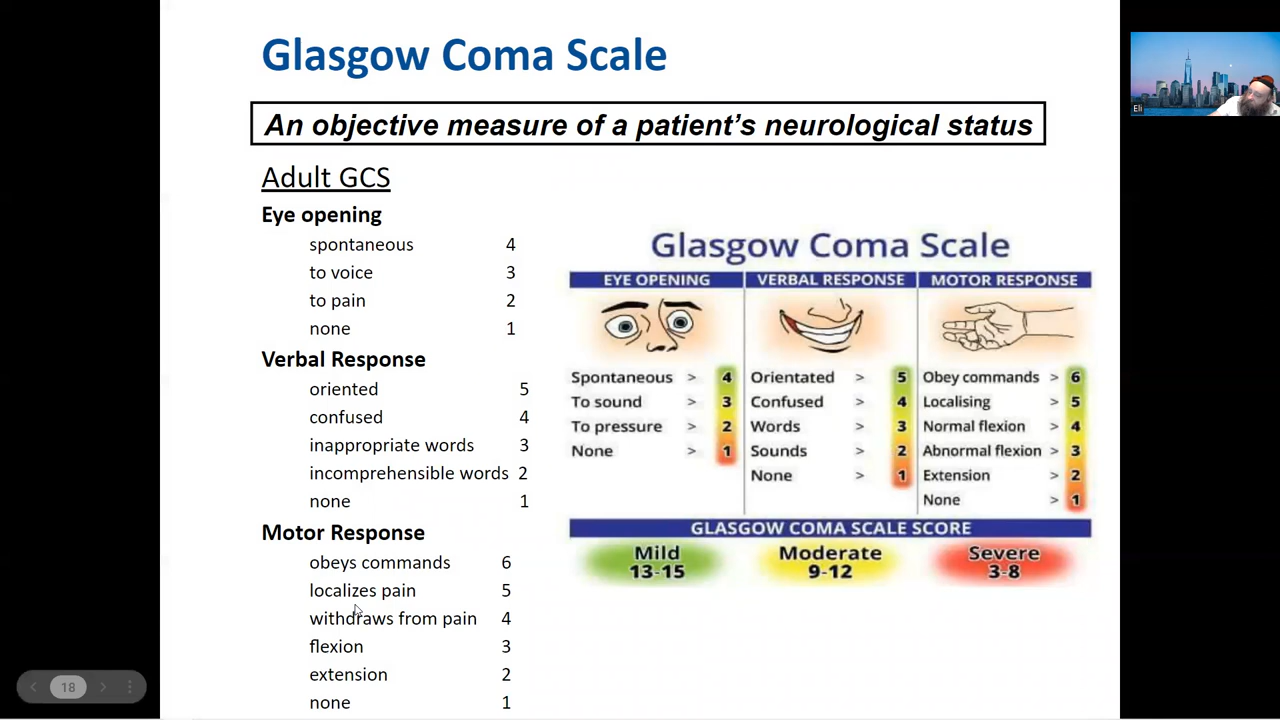 Glasgow Coma Scale
An objective measure of a patient's neurological status
Adult GCS
Eye opening
spontaneous 4
to voice 3
to pain 2
none 1
Verbal Response
oriented 5
confused 4
inappropriate words 3
incomprehensible words 2
none 1
Motor Response
obeys commands 6
localizes pain 5
withdraws from pain 4
flexion 3
extension 2
none 1
Glasgow Coma Scale
EYE OPENING
Spontaneous > 4
To sound > 3
To pressure > 2
None > 1
VERBAL RESPONSE
Orientated > 5
Confused > 4
Words > 3
Sounds > 2
None > 1
MOTOR RESPONSE
Obey commands > 6
Localising > 5
Normal flexion > 4
Abnormal flexion > 3
Extension > 2
None > 1
GLASGOW COMA SCALE SCORE
Mild
13-15
Moderate
9-12
Severe
3-8
Eli
18